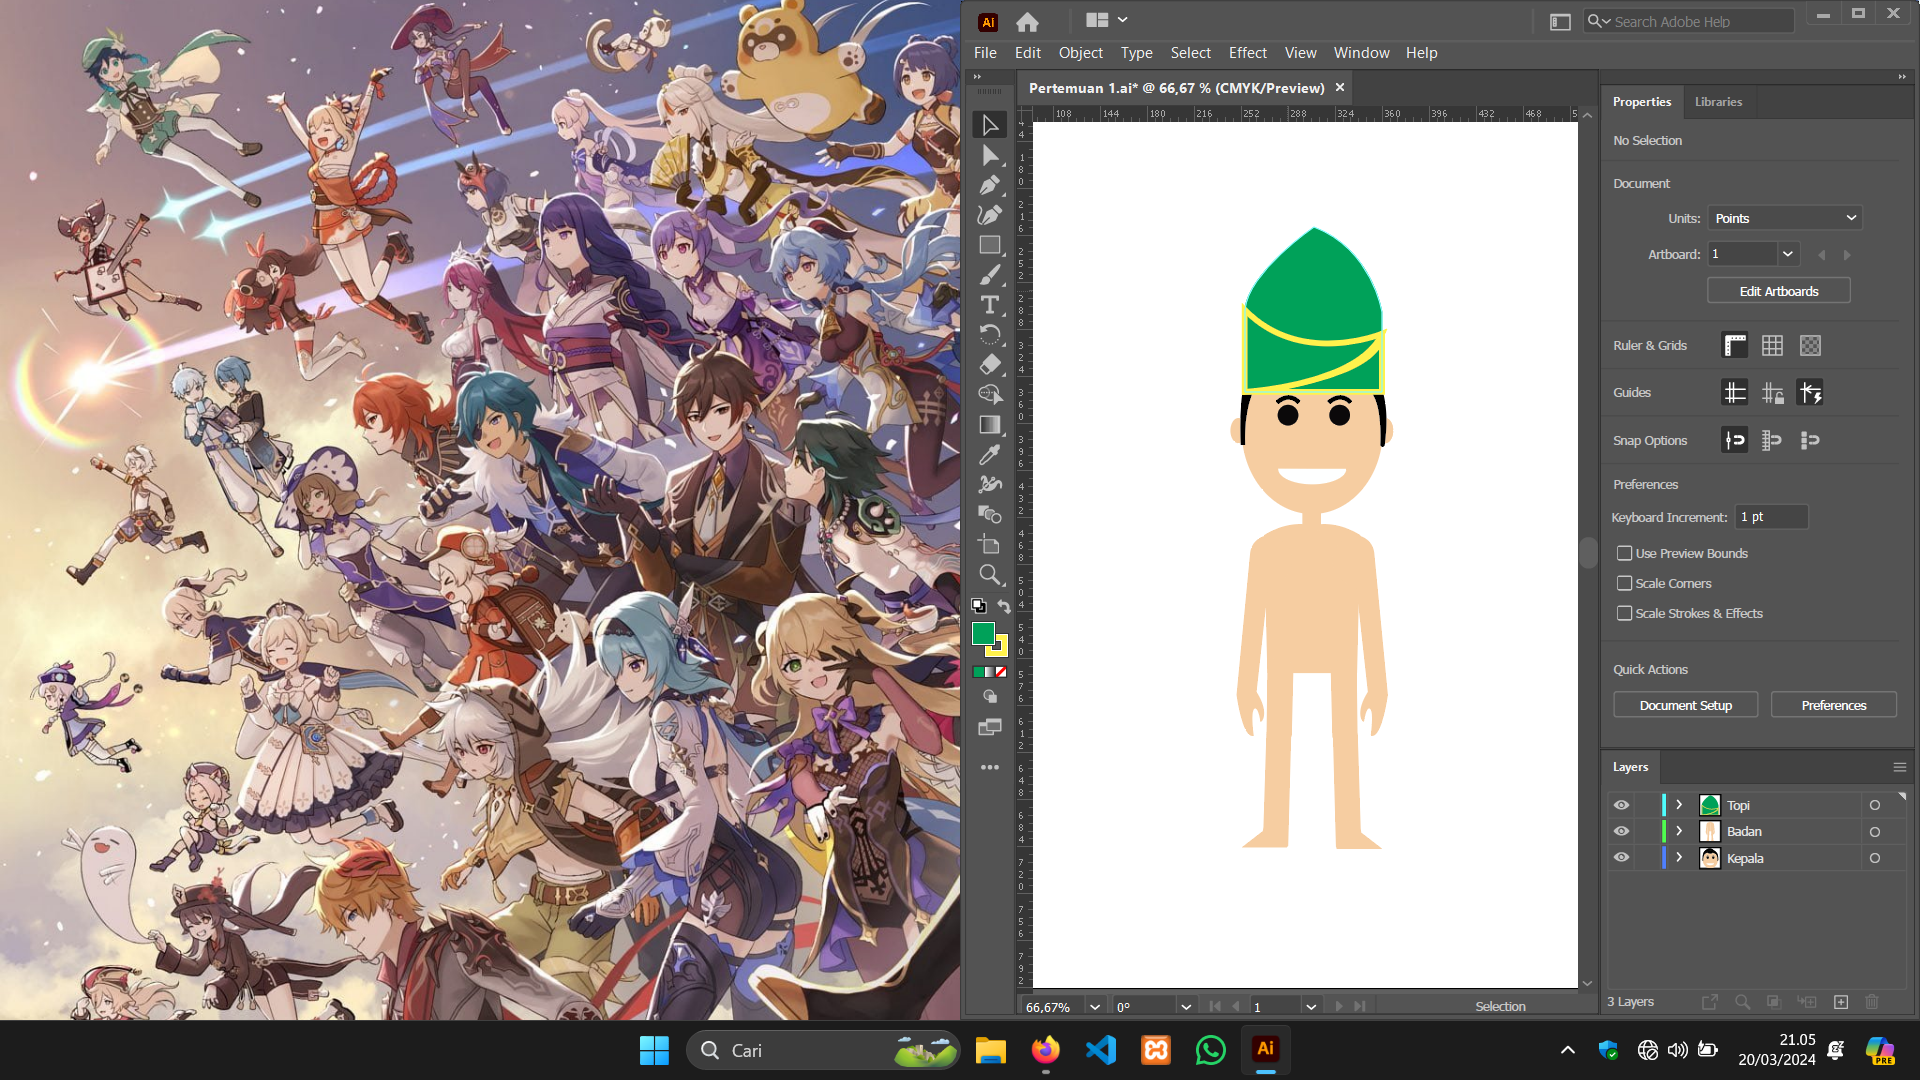 Ai
Search Adobe Help
File Edit Object Type Select Effect View Window Help
Pertemuan 1.ai* @ 66,67 % (CMYK/Preview) ×
108 144 180 216 252 288 324 360 396 432 468
Properties Libraries
No Selection
Document
Units: Points
Artboard: 1
Edit Artboards
Ruler & Grids
Guides
Snap Options
Preferences
Keyboard Increment: 1 pt
Use Preview Bounds
Scale Corners
Scale Strokes & Effects
Quick Actions
Document Setup Preferences
Layers
Topi
Badan
Kepala
3 Layers
66,67% 0° 1 Selection
Cari
Ai
21.05
20/03/2024
PRE